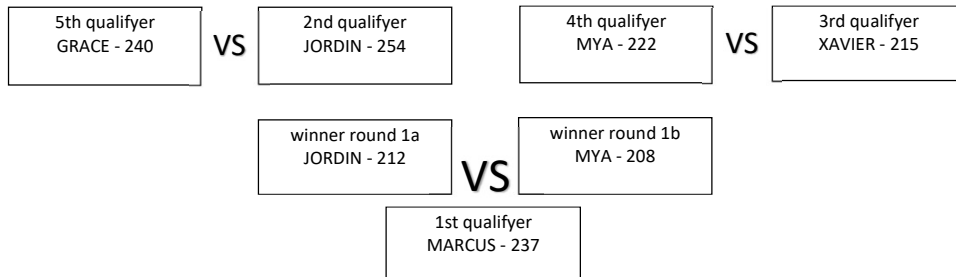 5th qualifyer
GRACE - 240
VS
2nd qualifyer
JORDIN - 254
4th qualifyer
MYA - 222
VS
3rd qualifyer
XAVIER - 215
winner round 1a
JORDIN - 212
VS
winner round 1b
MYA - 208
1st qualifyer
MARCUS - 237